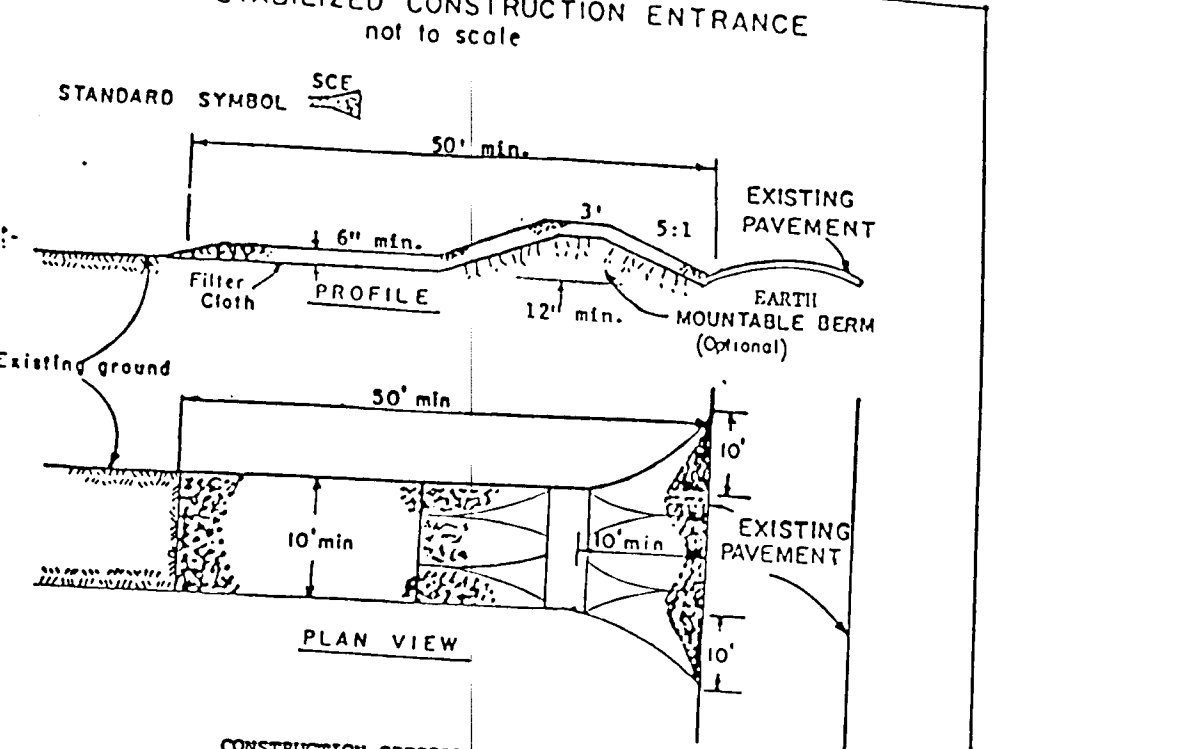 STABILIZED CONSTRUCTION ENTRANCE
not to scale
STANDARD SYMBOL
SCE
50' min.
3'
5:1
EXISTING
PAVEMENT
6" min.
Filter
Cloth
PROFILE
12" min.
EARTH
MOUNTABLE BERM
(Optional)
Existing ground
50' min
10'
10'min
10'min
EXISTING
PAVEMENT
10'
PLAN VIEW
CONSTRUCTION